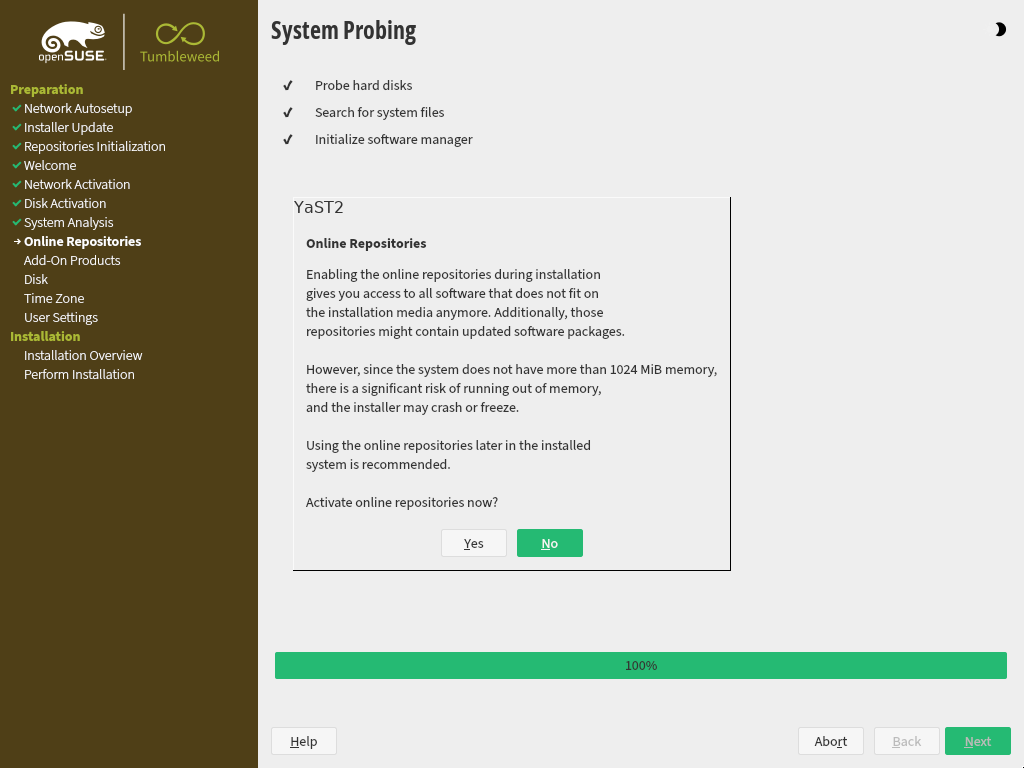 openSUSE
Tumbleweed
Preparation
Network Autosetup
Installer Update
Repositories Initialization
Welcome
Network Activation
Disk Activation
System Analysis
Online Repositories
Add-On Products
Disk
Time Zone
User Settings
Installation
Installation Overview
Perform Installation
System Probing
Probe hard disks
Search for system files
Initialize software manager
YaST2
Online Repositories
Enabling the online repositories during installation
gives you access to all software that does not fit on
the installation media anymore. Additionally, those
repositories might contain updated software packages.
However, since the system does not have more than 1024 MiB memory,
there is a significant risk of running out of memory,
and the installer may crash or freeze.
Using the online repositories later in the installed
system is recommended.
Activate online repositories now?
Yes No
100%
Help Abort Back Next